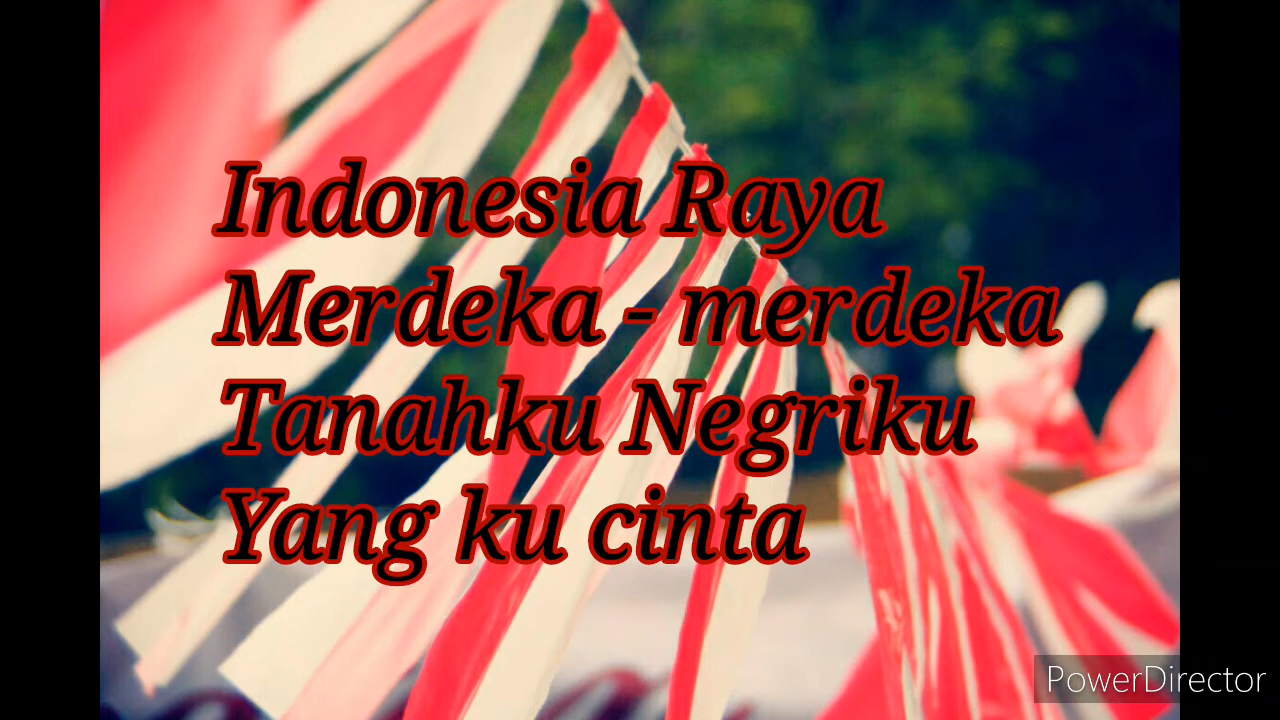 Indonesia Raya
Merdeka - merdeka
Tanahku Negriku
Yang ku cinta
PowerDirector